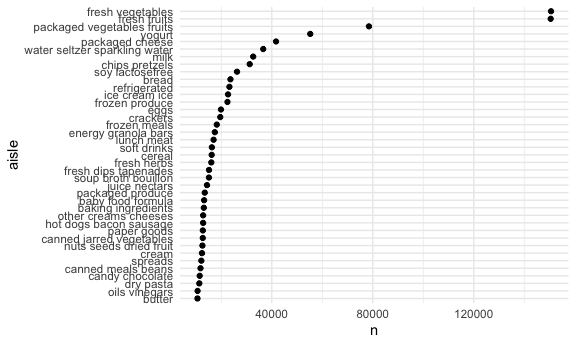 fresh vegetables
fresh fruits
packaged vegetables fruits
yogurt
packaged cheese
water seltzer sparkling water
milk
chips pretzels
soy lactosefree
bread
refrigerated
ice cream ice
frozen produce
eggs
crackers
frozen meals
energy granola bars
lunch meat
soft drinks
cereal
fresh herbs
fresh dips tapenades
soup broth bouillon
juice nectars
packaged produce
baby food formula
baking ingredients
other creams cheeses
hot dogs bacon sausage
paper goods
canned jarred vegetables
nuts seeds dried fruit
cream
spreads
canned meals beans
candy chocolate
dry pasta
oils vinegars
butter
aisle
40000 80000 120000
n